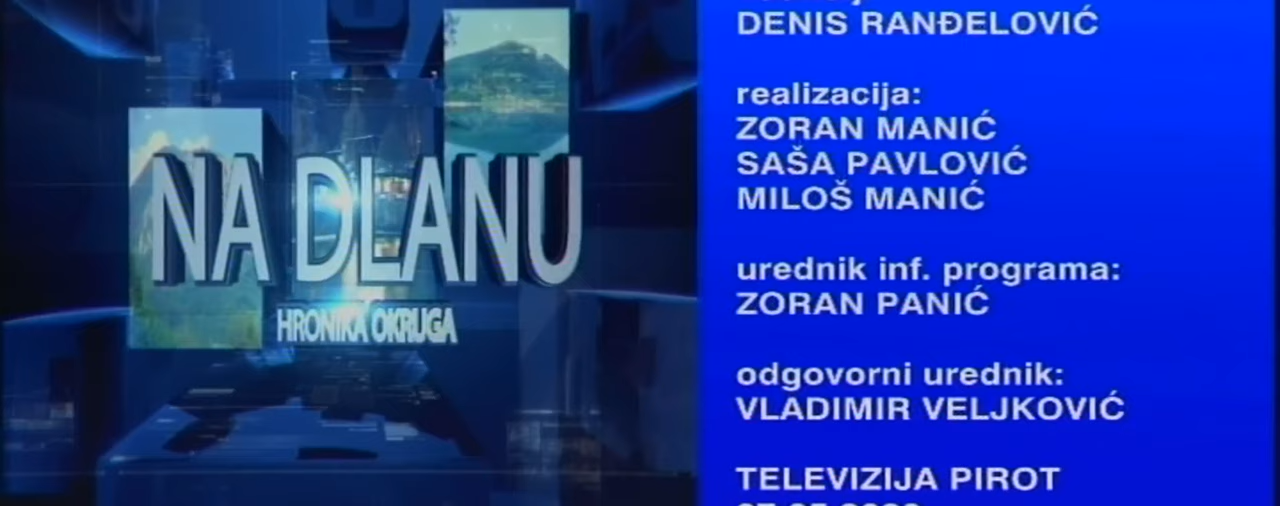 NA DLANU
HRONIKA OKRUGA
DENIS RANĐELOVIĆ
realizacija:
ZORAN MANIĆ
SAŠA PAVLOVIĆ
MILOŠ MANIĆ
urednik inf. programa:
ZORAN PANIĆ
odgovorni urednik:
VLADIMIR VELJKOVIĆ
TELEVIZIJA PIROT